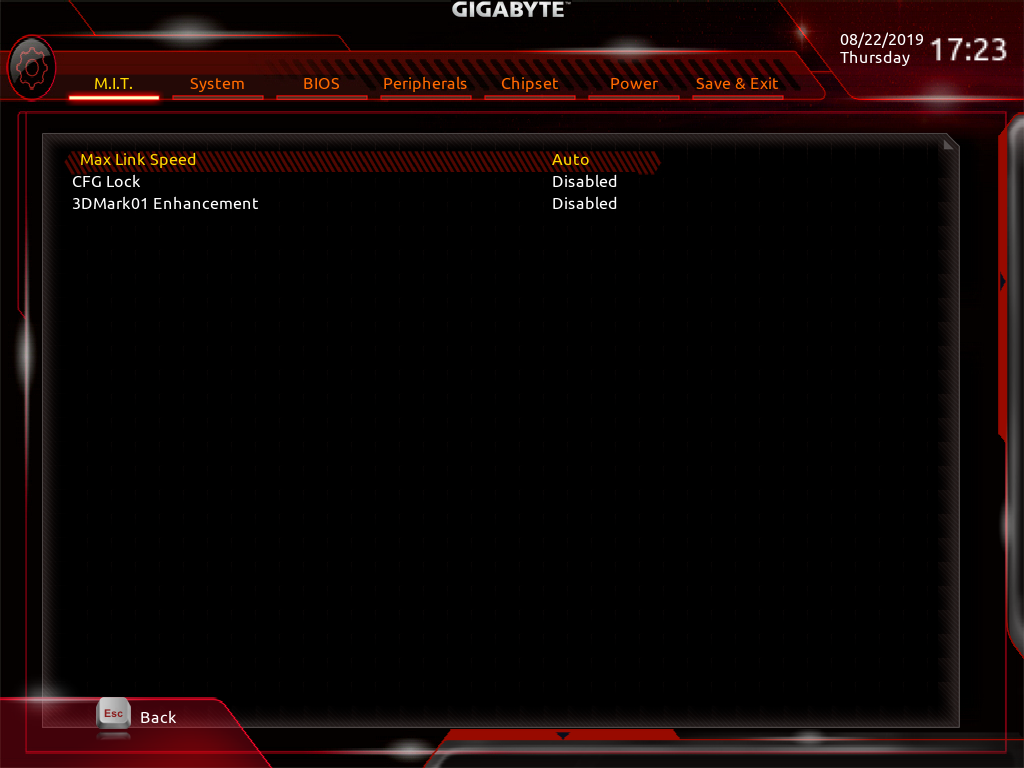 GIGABYTE™
08/22/2019 17:23
Thursday
M.I.T. System BIOS Peripherals Chipset Power Save & Exit
Max Link Speed Auto
CFG Lock Disabled
3DMark01 Enhancement Disabled
Esc Back